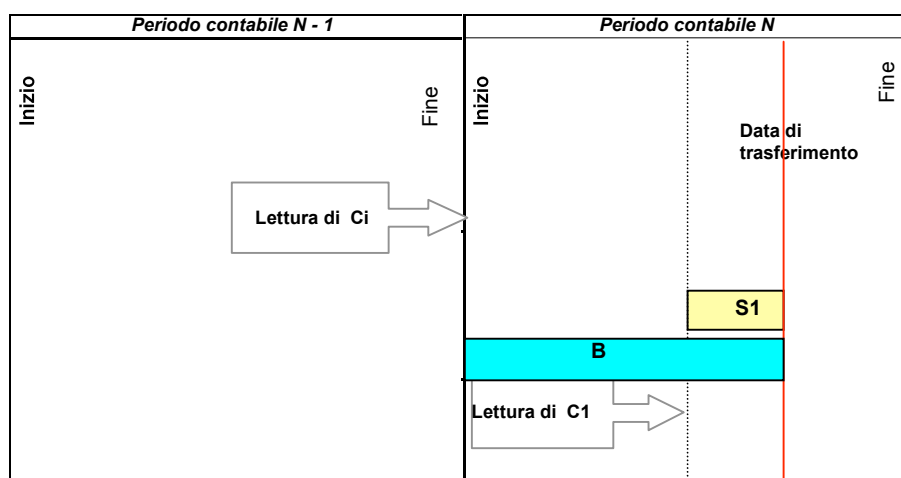 Periodo contabile N - 1
Periodo contabile N
Inizio
Fine
Inizio
Fine
Data di
trasferimento
Lettura di Ci
S1
B
Lettura di C1